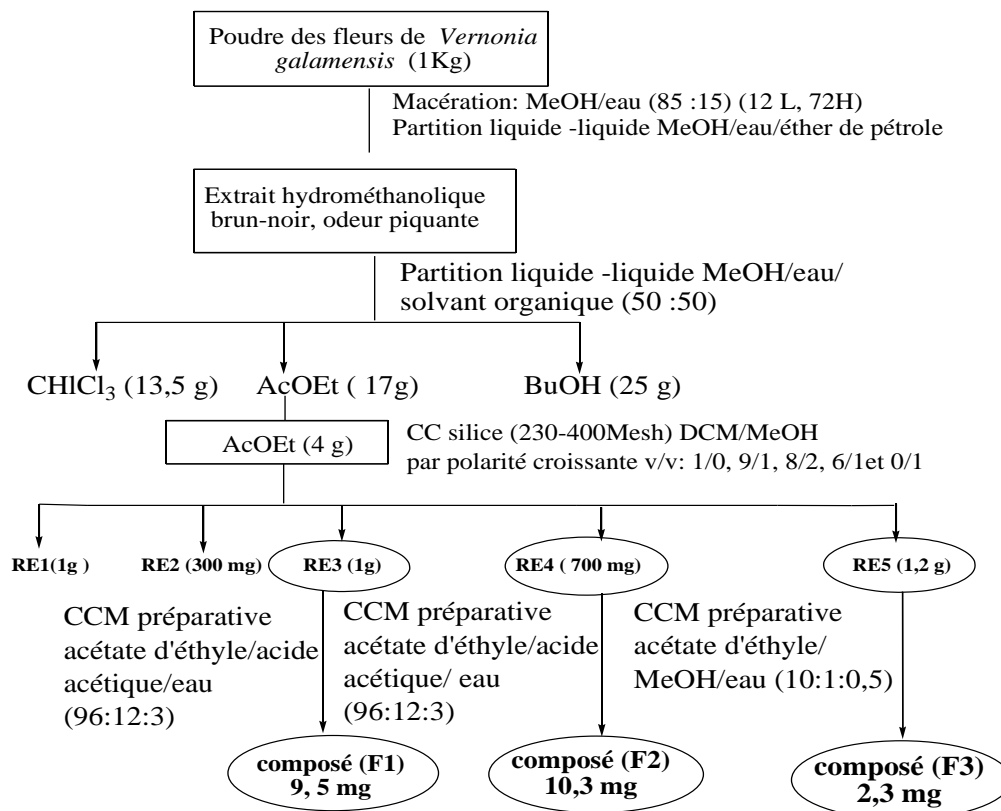 Poudre des fleurs de Vernonia
galamensis (1Kg)
Macération: MeOH/eau (85 :15) (12 L, 72H)
Partition liquide -liquide MeOH/eau/éther de pétrole
Extrait hydrométhanolique
brun-noir, odeur piquante
Partition liquide -liquide MeOH/eau/
solvant organique (50 :50)
CHlCl3 (13,5 g)
AcOEt ( 17g)
BuOH (25 g)
AcOEt (4 g)
CC silice (230-400Mesh) DCM/MeOH
par polarité croissante v/v: 1/0, 9/1, 8/2, 6/1et 0/1
RE1(1g )
RE2 (300 mg)
RE3 (1g)
RE4 ( 700 mg)
RE5 (1,2 g)
CCM préparative
acétate d'éthyle/acide
acétique/eau
(96:12:3)
CCM préparative
acétate d'éthyle/acide
acétique/ eau
(96:12:3)
CCM préparative
acétate d'éthyle/
MeOH/eau (10:1:0,5)
composé (F1)
9, 5 mg
composé (F2)
10,3 mg
composé (F3)
2,3 mg